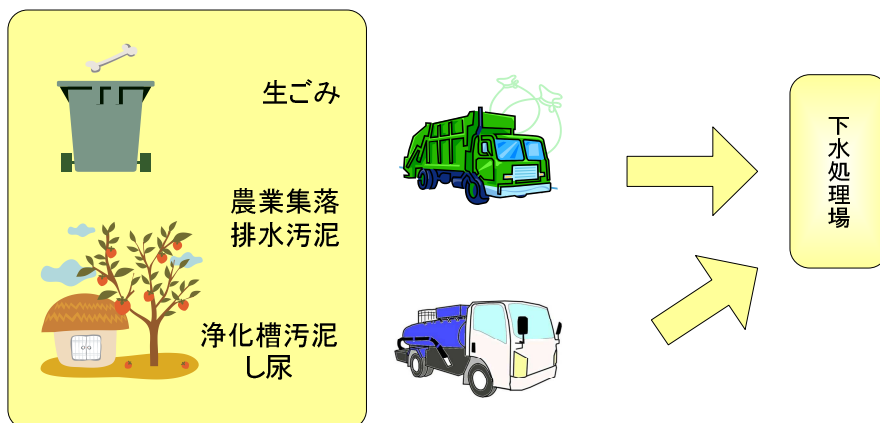 生ごみ
農業集落
排水汚泥
浄化槽汚泥
し尿
下水処理場